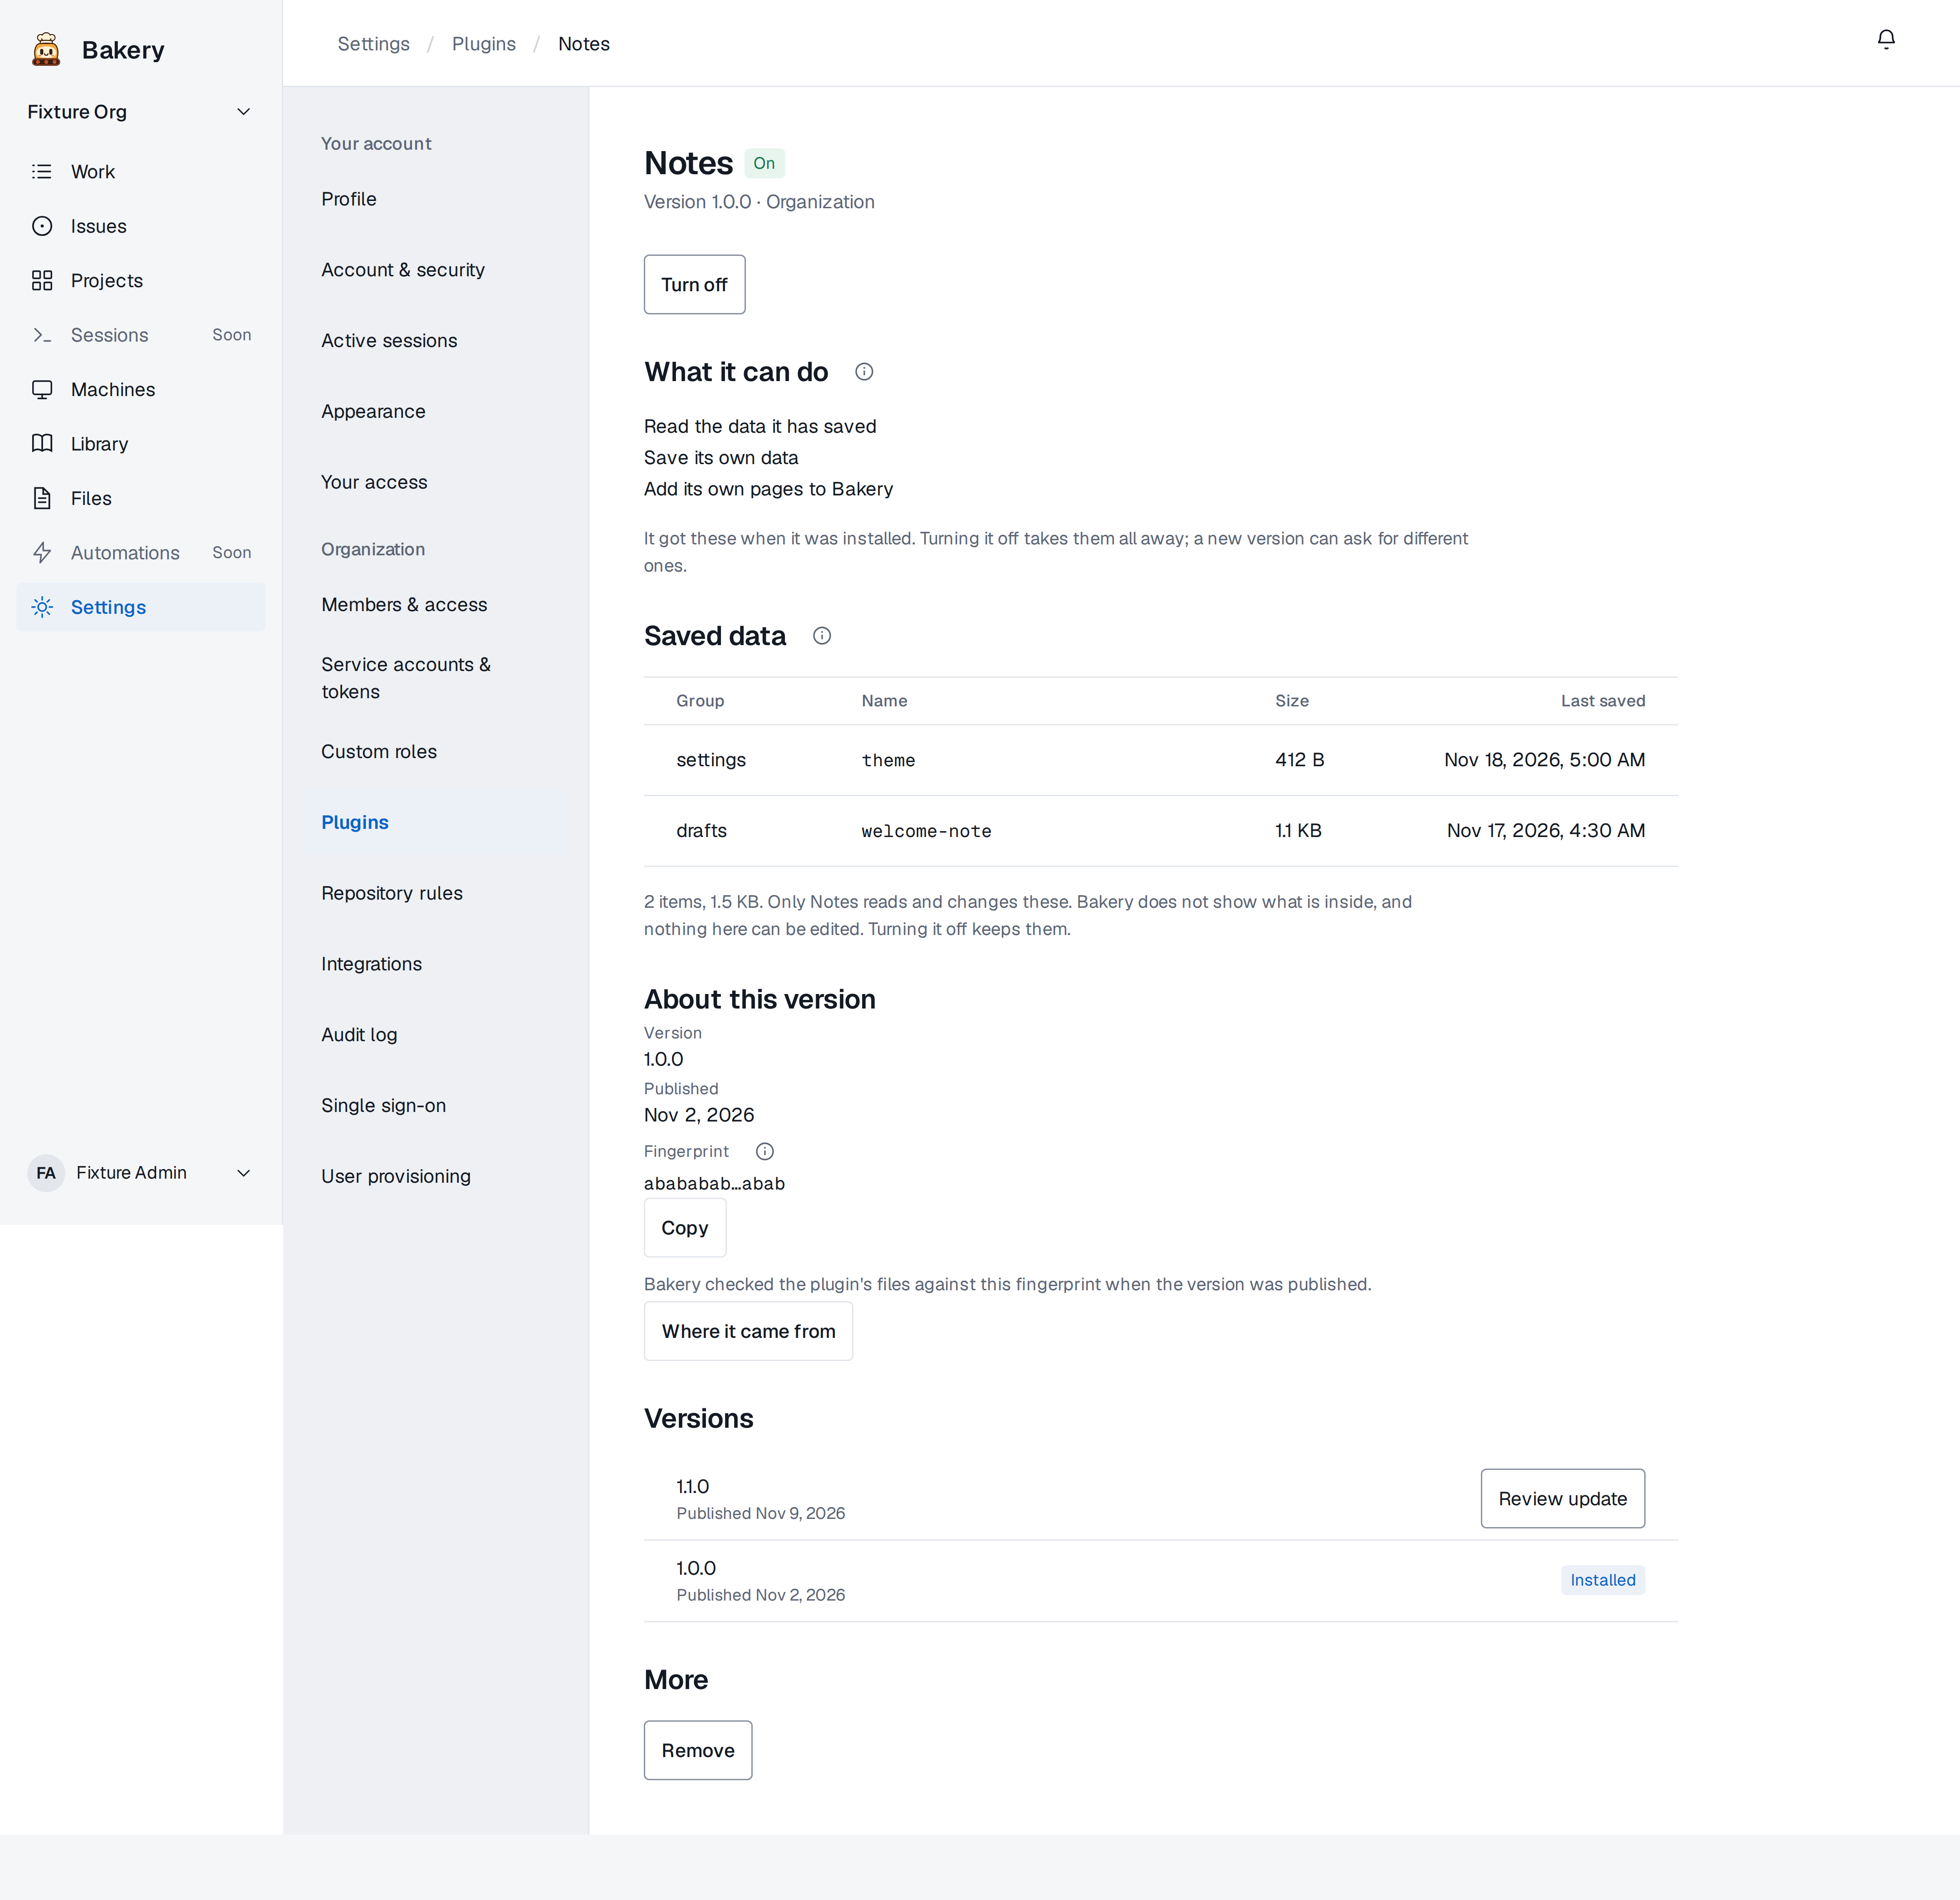 Bakery
Fixture Org
Work
Issues
Projects
Sessions Soon
Machines
Library
Files
Automations Soon
Settings
FA Fixture Admin
Settings / Plugins / Notes
Your account
Profile
Account & security
Active sessions
Appearance
Your access
Organization
Members & access
Service accounts &
tokens
Custom roles
Plugins
Repository rules
Integrations
Audit log
Single sign-on
User provisioning
Notes On
Version 1.0.0 · Organization
Turn off
What it can do
Read the data it has saved
Save its own data
Add its own pages to Bakery
It got these when it was installed. Turning it off takes them all away; a new version can ask for different
ones.
Saved data
Group Name Size Last saved
settings theme 412 B Nov 18, 2026, 5:00 AM
drafts welcome-note 1.1 KB Nov 17, 2026, 4:30 AM
2 items, 1.5 KB. Only Notes reads and changes these. Bakery does not show what is inside, and
nothing here can be edited. Turning it off keeps them.
About this version
Version
1.0.0
Published
Nov 2, 2026
Fingerprint
abababab…abab
Copy
Bakery checked the plugin's files against this fingerprint when the version was published.
Where it came from
Versions
1.1.0
Published Nov 9, 2026
Review update
1.0.0
Published Nov 2, 2026
Installed
More
Remove